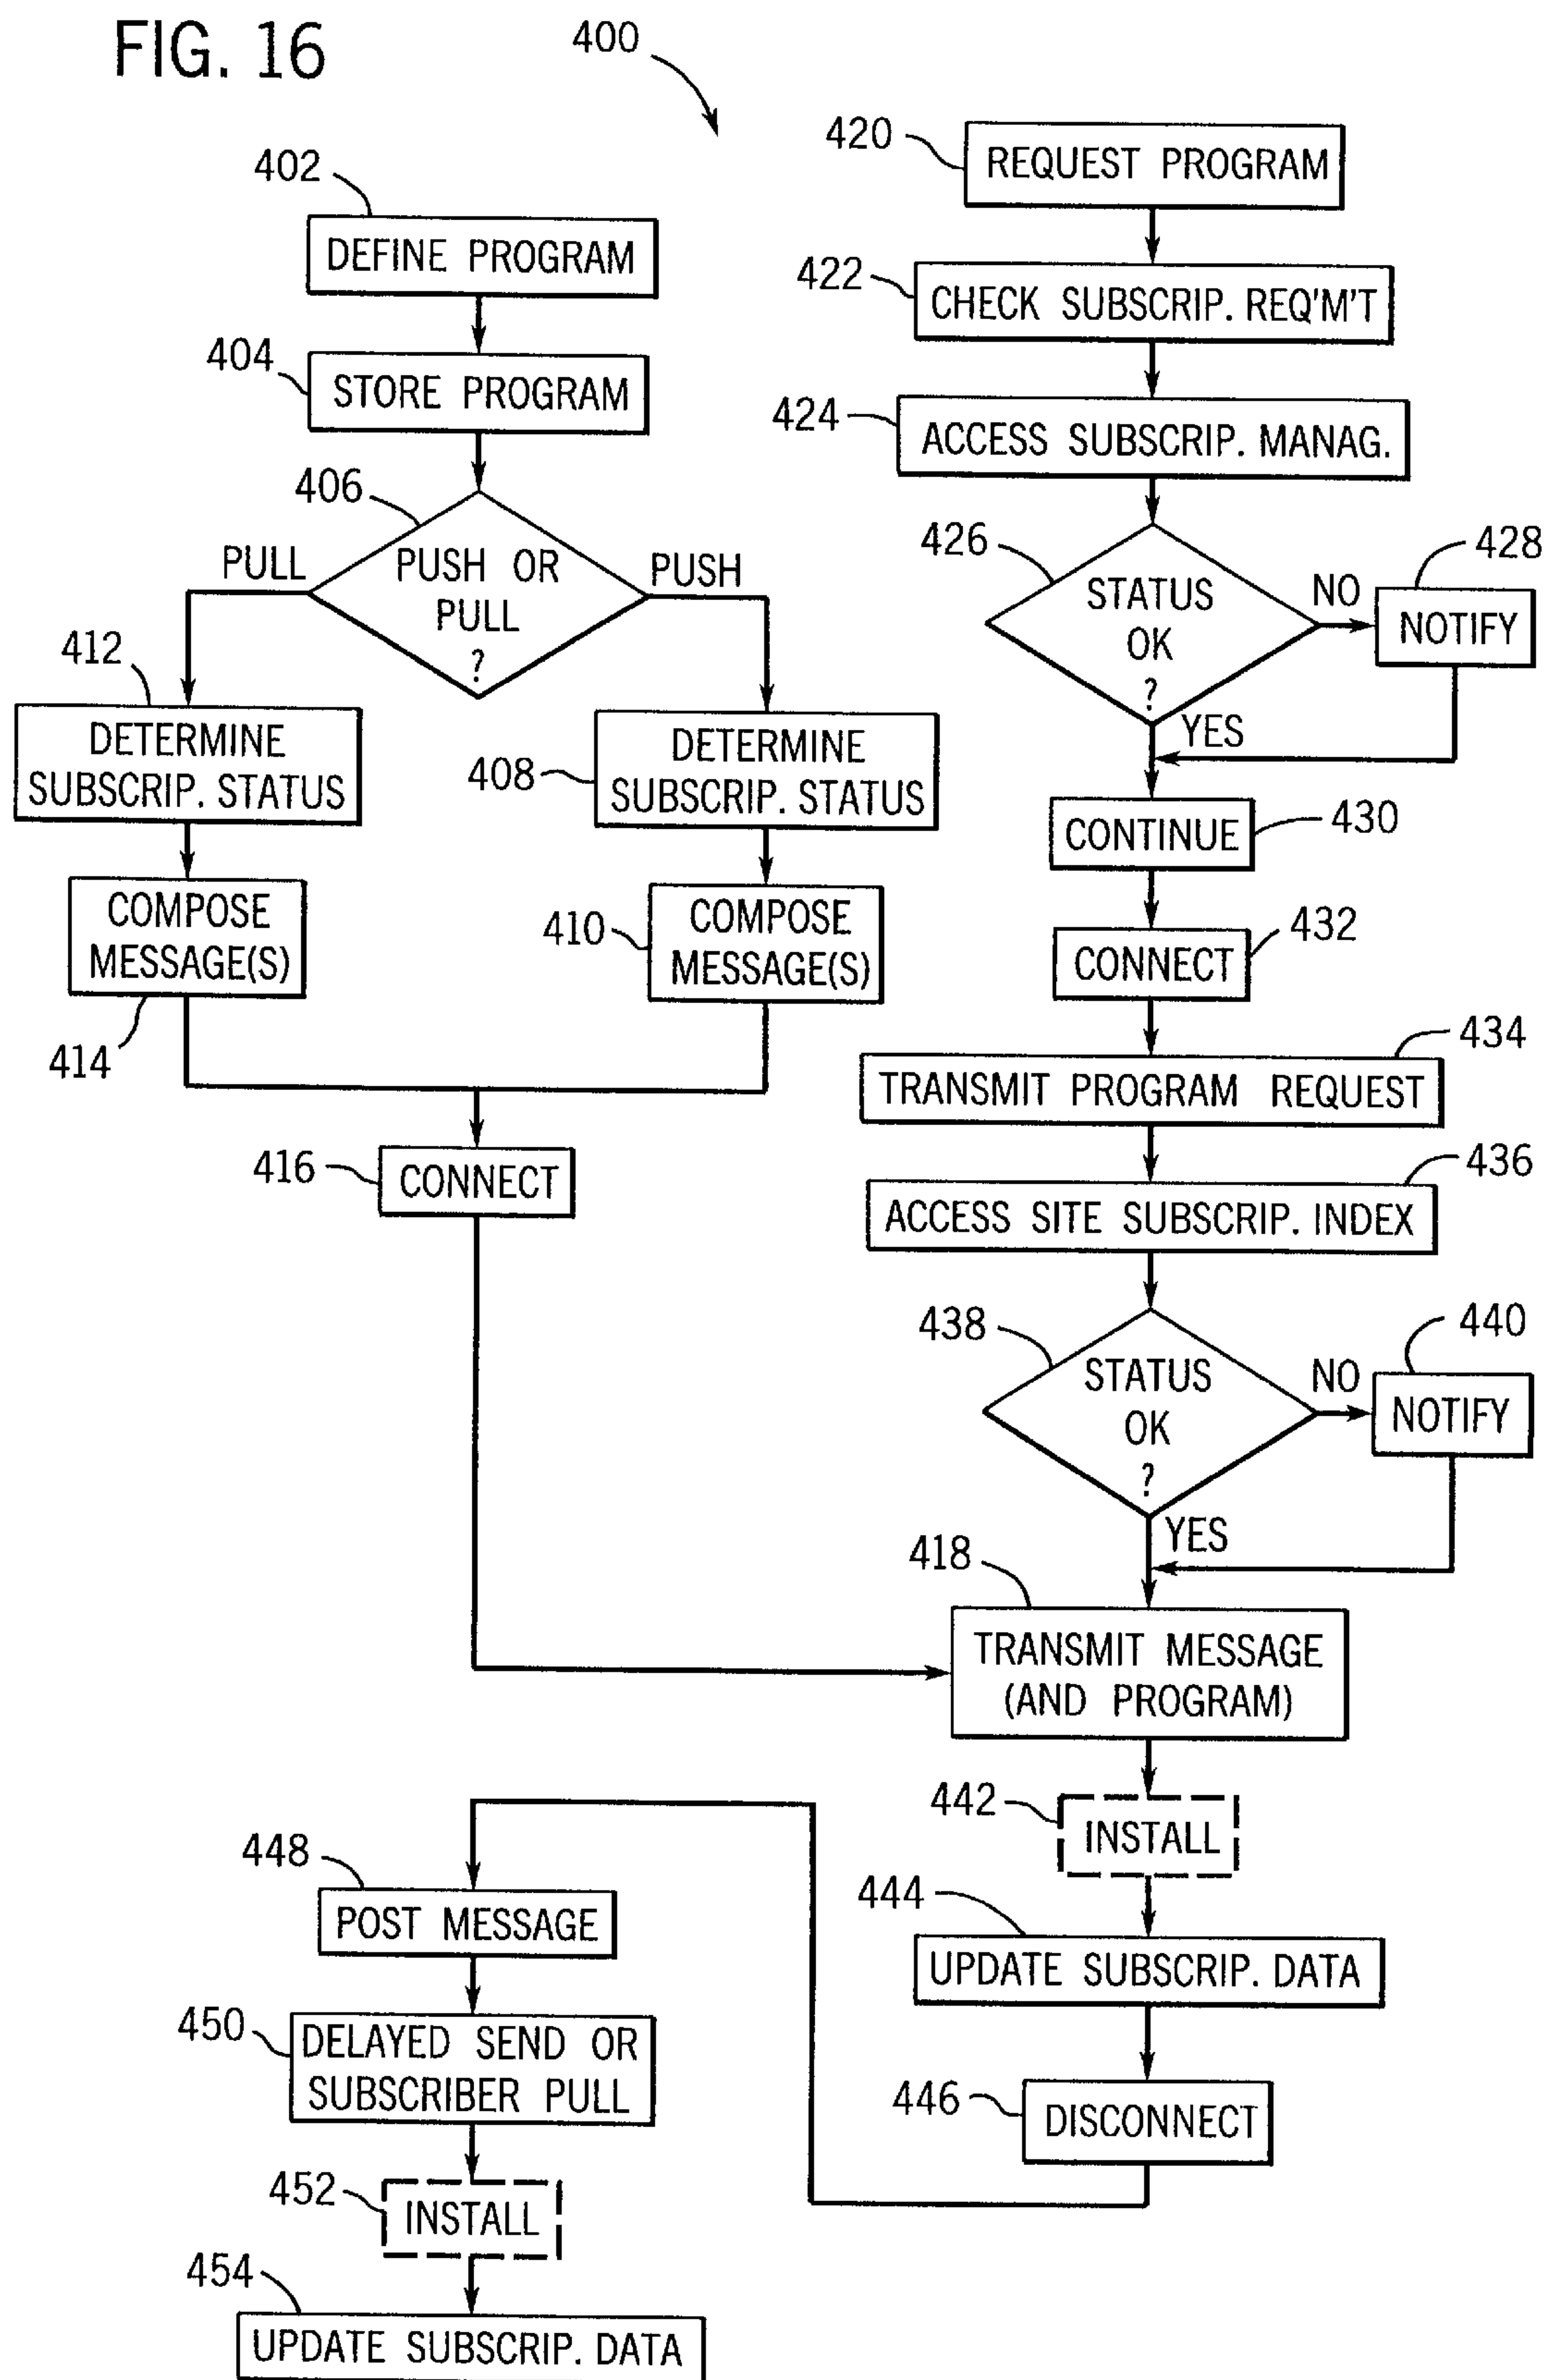 FIG. 16
400
402
DEFINE PROGRAM
404
STORE PROGRAM
406
PUSH OR
PULL
?
PULL
PUSH
412
DETERMINE
SUBSCRIP. STATUS
408
DETERMINE
SUBSCRIP. STATUS
COMPOSE
MESSAGE(S)
414
410
COMPOSE
MESSAGE(S)
416
CONNECT
420
REQUEST PROGRAM
422
CHECK SUBSCRIP. REQ'M'T
424
ACCESS SUBSCRIP. MANAG.
426
STATUS
OK
?
NO
428
NOTIFY
YES
CONTINUE
430
CONNECT
432
434
TRANSMIT PROGRAM REQUEST
436
ACCESS SITE SUBSCRIP. INDEX
438
STATUS
OK
?
NO
440
NOTIFY
YES
418
TRANSMIT MESSAGE
(AND PROGRAM)
442
INSTALL
444
UPDATE SUBSCRIP. DATA
446
DISCONNECT
448
POST MESSAGE
450
DELAYED SEND OR
SUBSCRIBER PULL
452
INSTALL
454
UPDATE SUBSCRIP. DATA